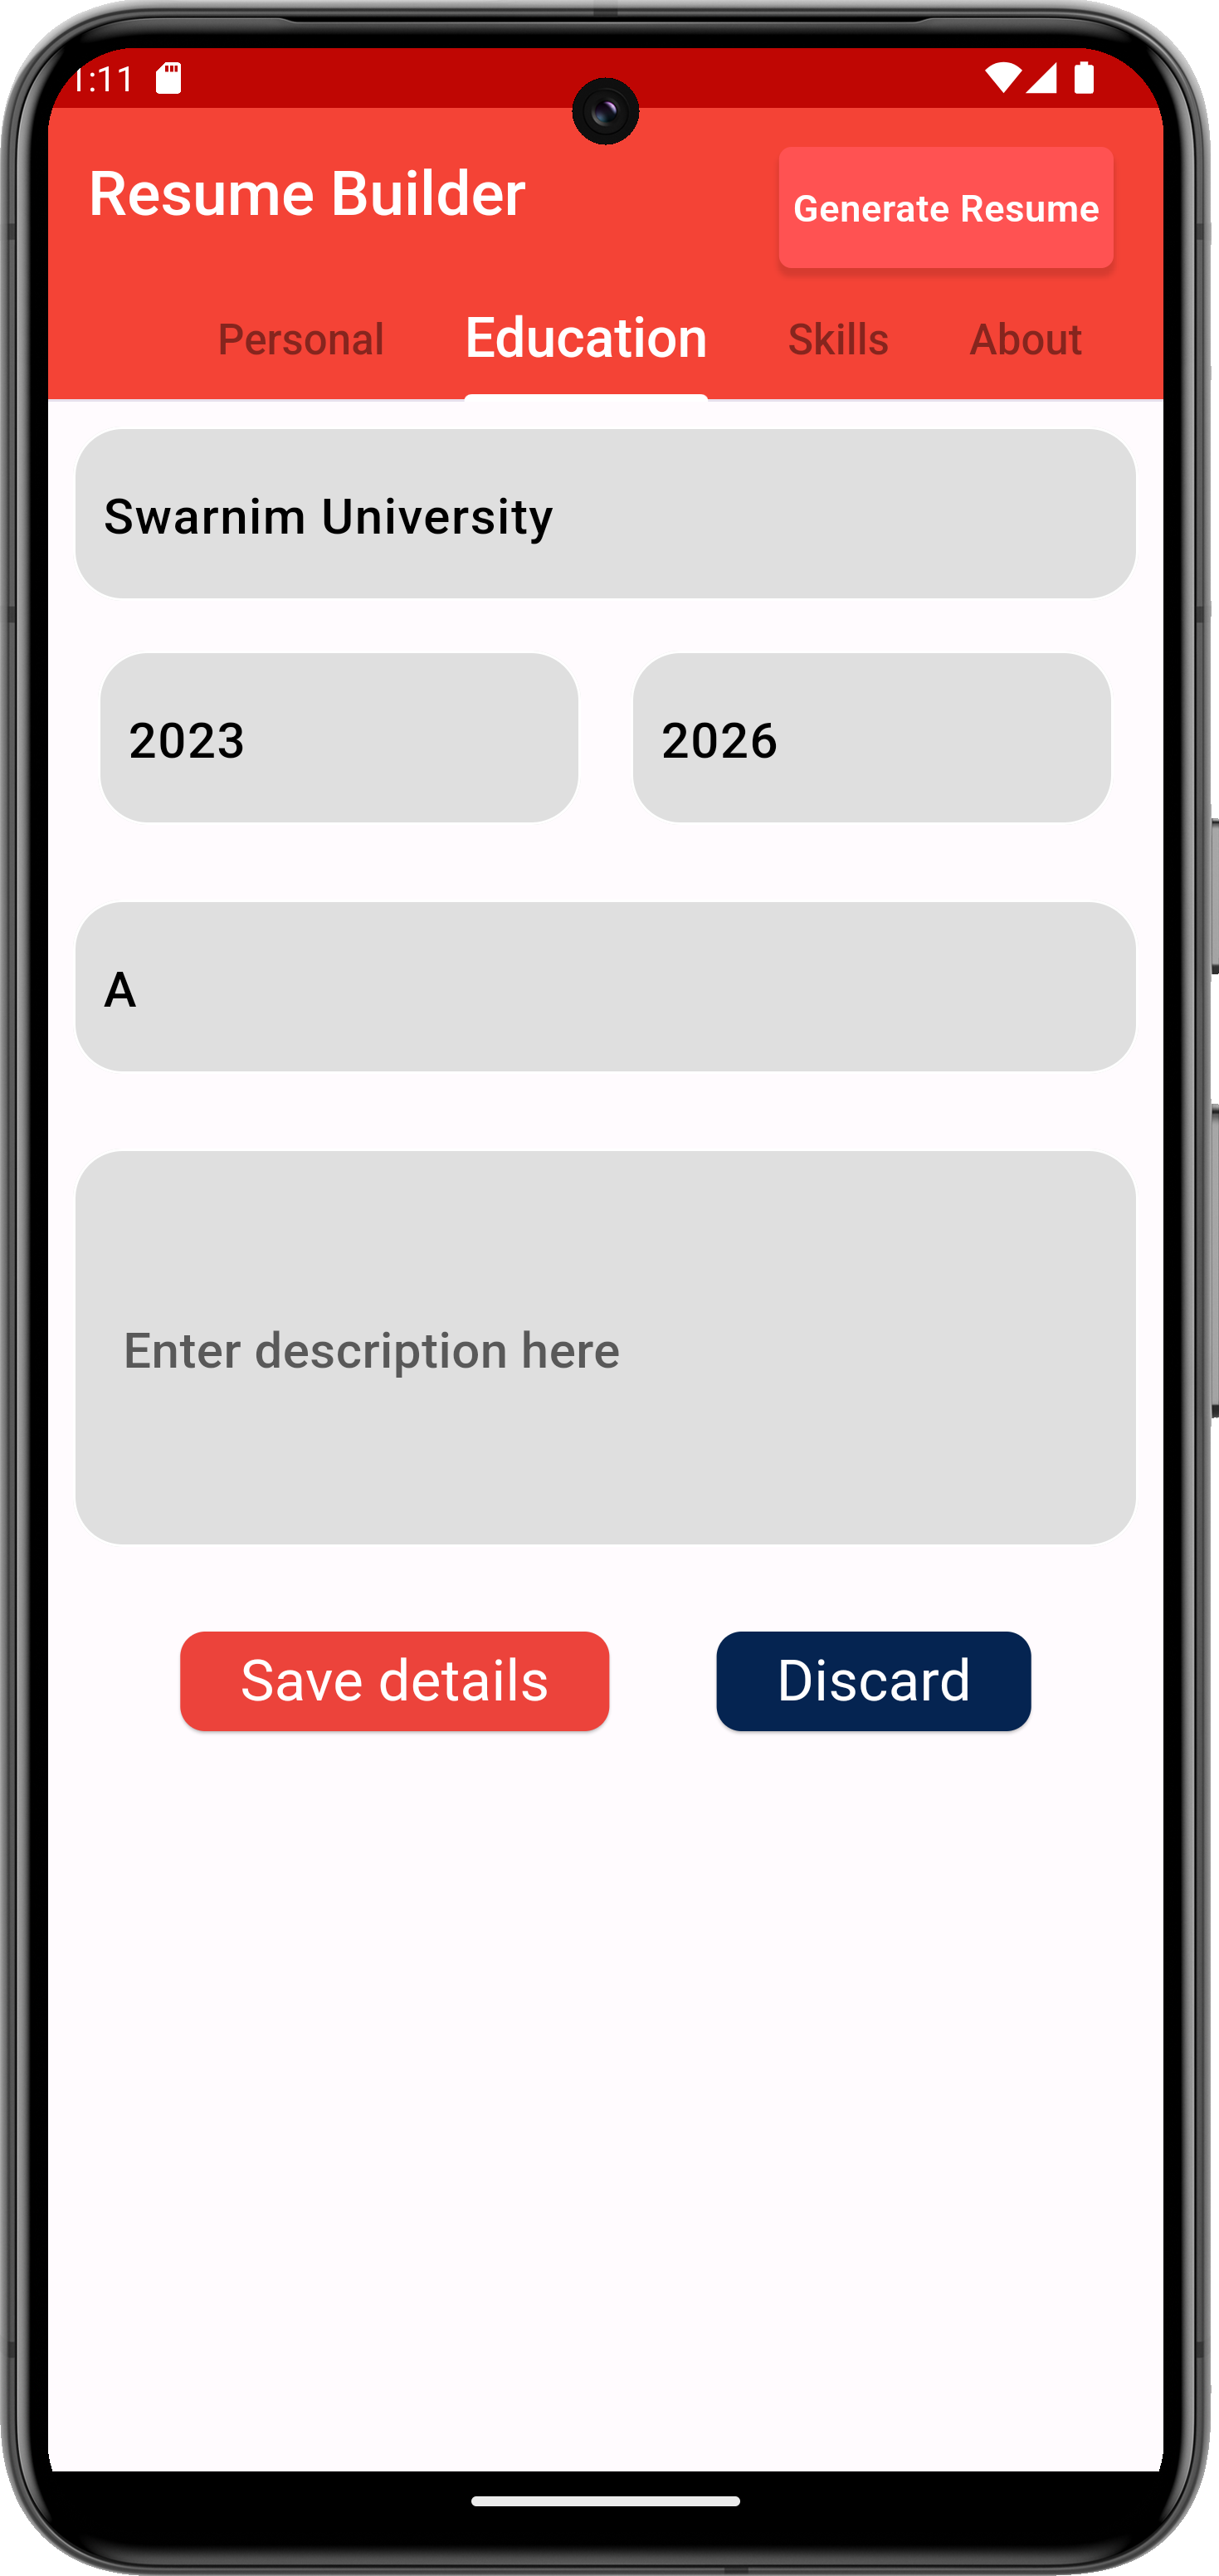 1:11
Resume Builder
Generate Resume
Personal Education Skills About
Swarnim University
2023 2026
A
Enter description here
Save details Discard